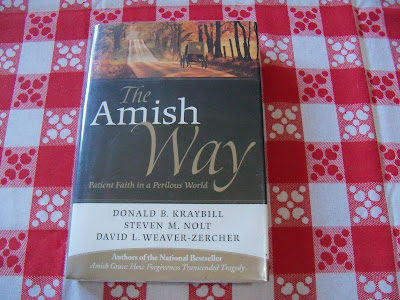 The
Amish
Way
Patient Faith in a Perilous World
DONALD B. KRAYBILL
STEVEN M. NOLT
DAVID L. WEAVER-ZERCHER
Authors of the National Bestseller
Amish Grace: How Forgiveness Transcended Tragedy